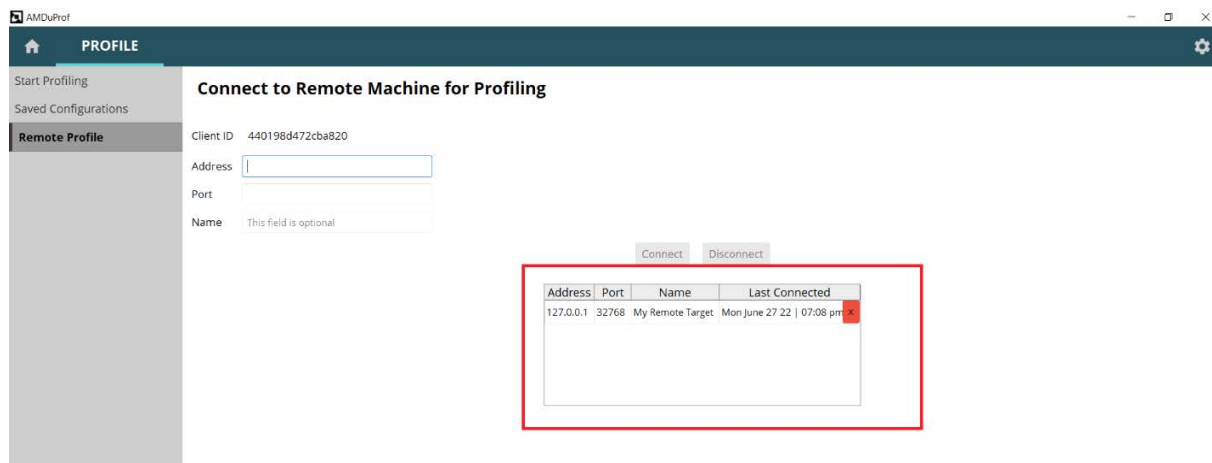 AMDuProf
PROFILE
Start Profiling
Saved Configurations
Remote Profile
Connect to Remote Machine for Profiling
Client ID 440198d472cba820
Address
Port
Name This field is optional
Connect Disconnect
Address Port Name Last Connected
127.0.0.1 32768 My Remote Target Mon June 27 22 | 07:08 pm x